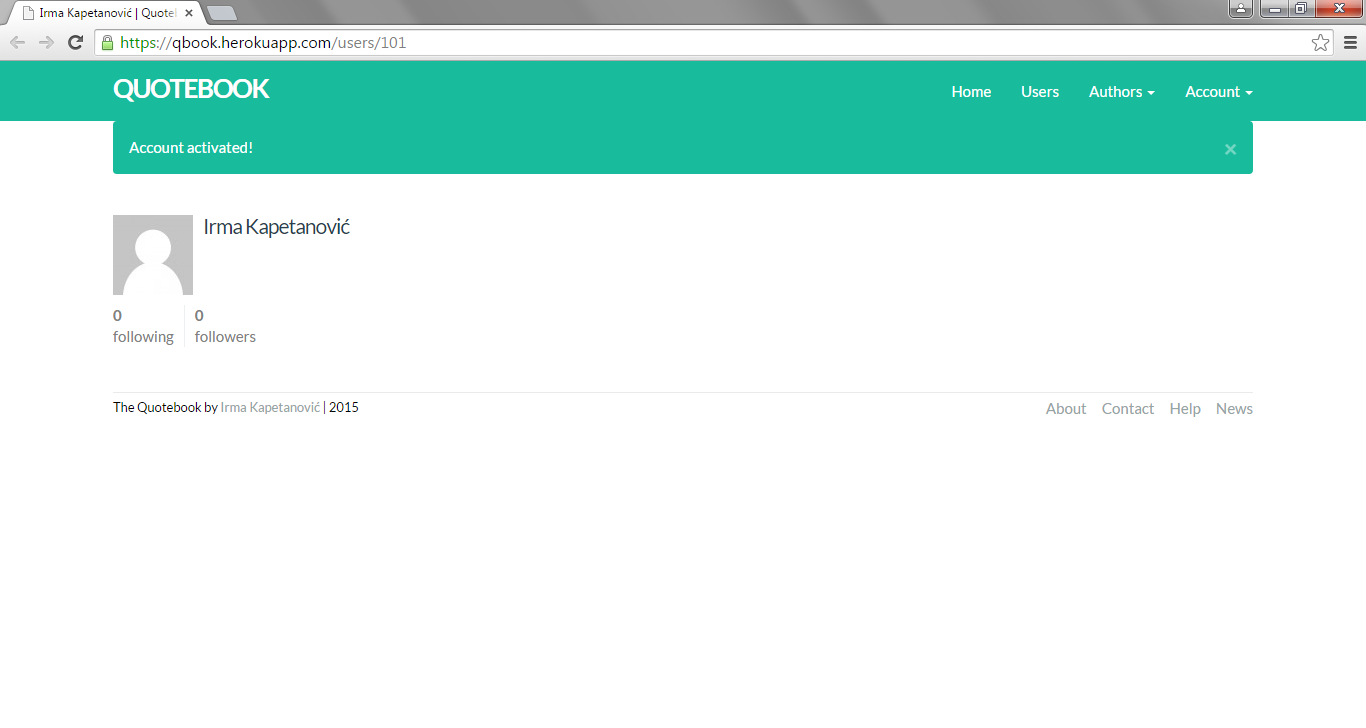 Irma Kapetanović | Quote
https://qbook.herokuapp.com/users/101
QUOTEBOOK
Home Users Authors Account
Account activated!
×
Irma Kapetanović
0 0
following followers
The Quotebook by Irma Kapetanović | 2015
About Contact Help News